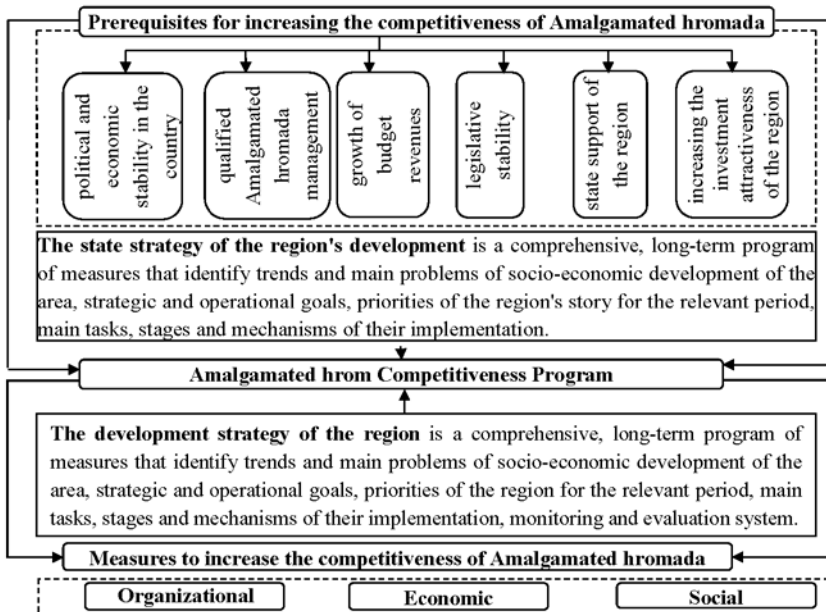 Prerequisites for increasing the competitiveness of Amalgamated hromada
political and
economic
stability in the
country
qualified
Amalgamated
hromada
management
growth of
budget
revenues
legislative
stability
state support of
the region
increasing the
investment
attractiveness
of the region
The state strategy of the region's development is a comprehensive, long-term program
of measures that identify trends and main problems of socio-economic development of the
area, strategic and operational goals, priorities of the region's story for the relevant period,
main tasks, stages and mechanisms of their implementation.
Amalgamated hrom Competitiveness Program
The development strategy of the region is a comprehensive, long-term program of
measures that identify trends and main problems of socio-economic development of the
area, strategic and operational goals, priorities of the region for the relevant period, main
tasks, stages and mechanisms of their implementation, monitoring and evaluation system.
Measures to increase the competitiveness of Amalgamated hromada
Organizational
Economic
Social